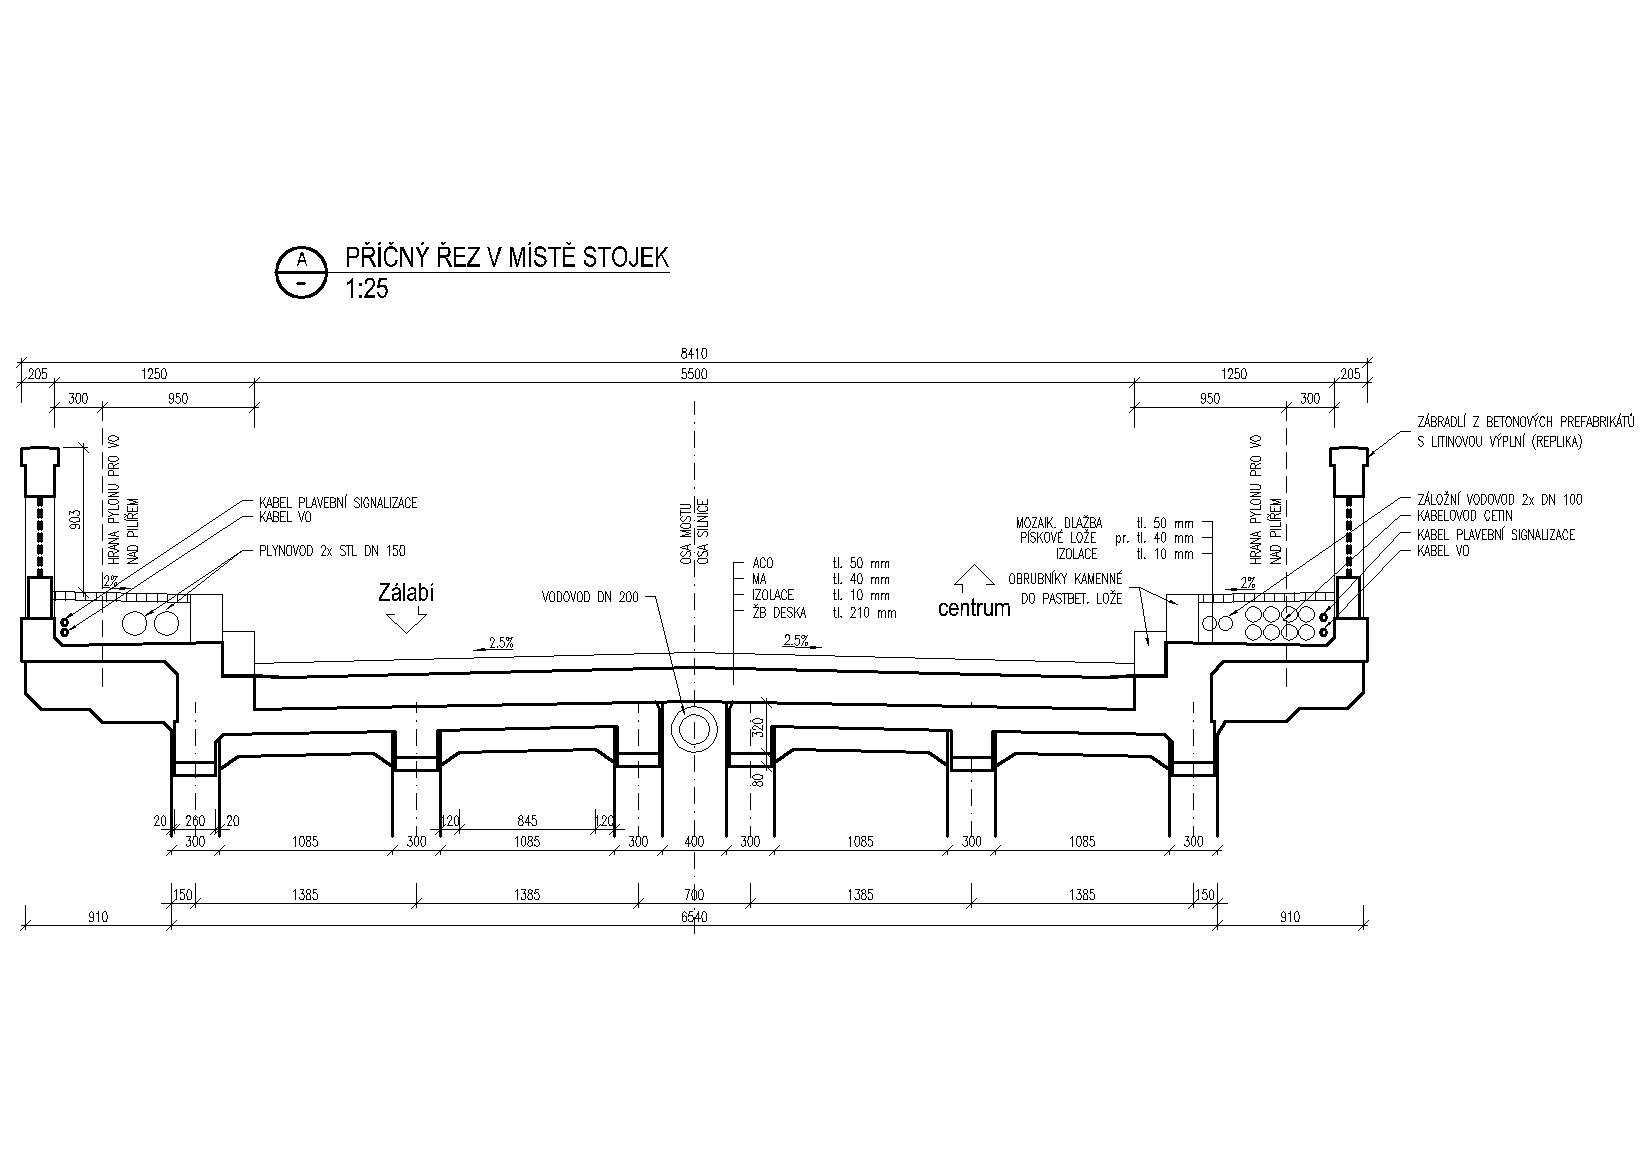 A
-
PŘÍČNÝ ŘEZ V MÍSTĚ STOJEK
1:25
8410
205 1250 5500 1250 205
300 950 950 300
903
HRANA PYLONU PRO VO
NAD PILÍŘEM
KABEL PLAVEBNÍ SIGNALIZACE
KABEL VO
PLYNOVOD 2x STL DN 150
2%
Zálabí
VODOVOD DN 200
OSA MOSTU
OSA SILNICE
ACO tl. 50 mm
MA tl. 40 mm
IZOLACE tl. 10 mm
ŽB DESKA tl. 210 mm
centrum
MOZAIK. DLAŽBA tl. 50 mm
PÍSKOVÉ LOŽE pr. tl. 40 mm
IZOLACE tl. 10 mm
OBRUBNÍKY KAMENNÉ
DO PASTBET. LOŽE
HRANA PYLONU PRO VO
NAD PILÍŘEM
2%
ZÁBRADLÍ Z BETONOVÝCH PREFABRIKÁTŮ
S LITINOVOU VÝPLNÍ (REPLIKA)
ZÁLOŽNÍ VODOVOD 2x DN 100
KABELOVOD CETIN
KABEL PLAVEBNÍ SIGNALIZACE
KABEL VO
2.5% 2.5%
320
80
20 260 20 120 845 120
300 1085 300 1085 300 400 300 1085 300 1085 300
150 1385 1385 700 1385 1385 150
910 6540 910